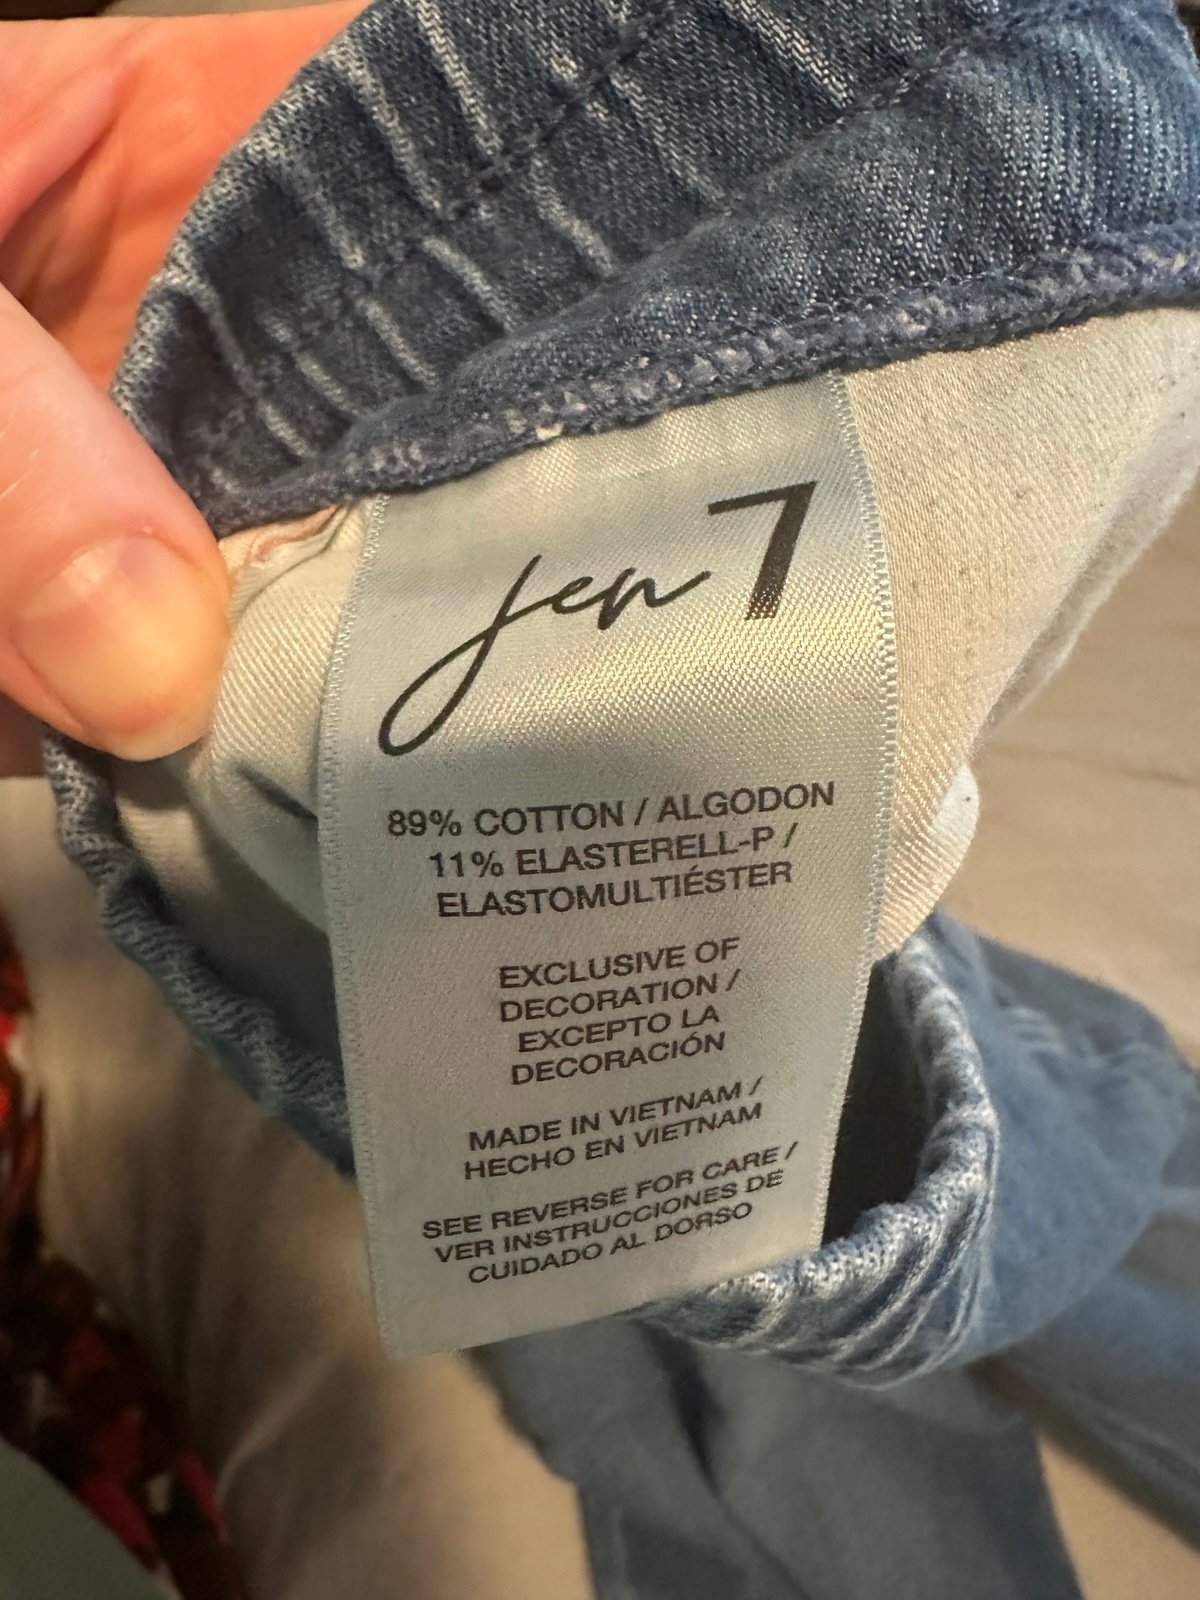 jen7
89% COTTON / ALGODON
11% ELASTERELL-P /
ELASTOMULTIÉSTER
EXCLUSIVE OF
DECORATION /
EXCEPTO LA
DECORACIÓN
MADE IN VIETNAM /
HECHO EN VIETNAM
SEE REVERSE FOR CARE /
VER INSTRUCCIONES DE
CUIDADO AL DORSO